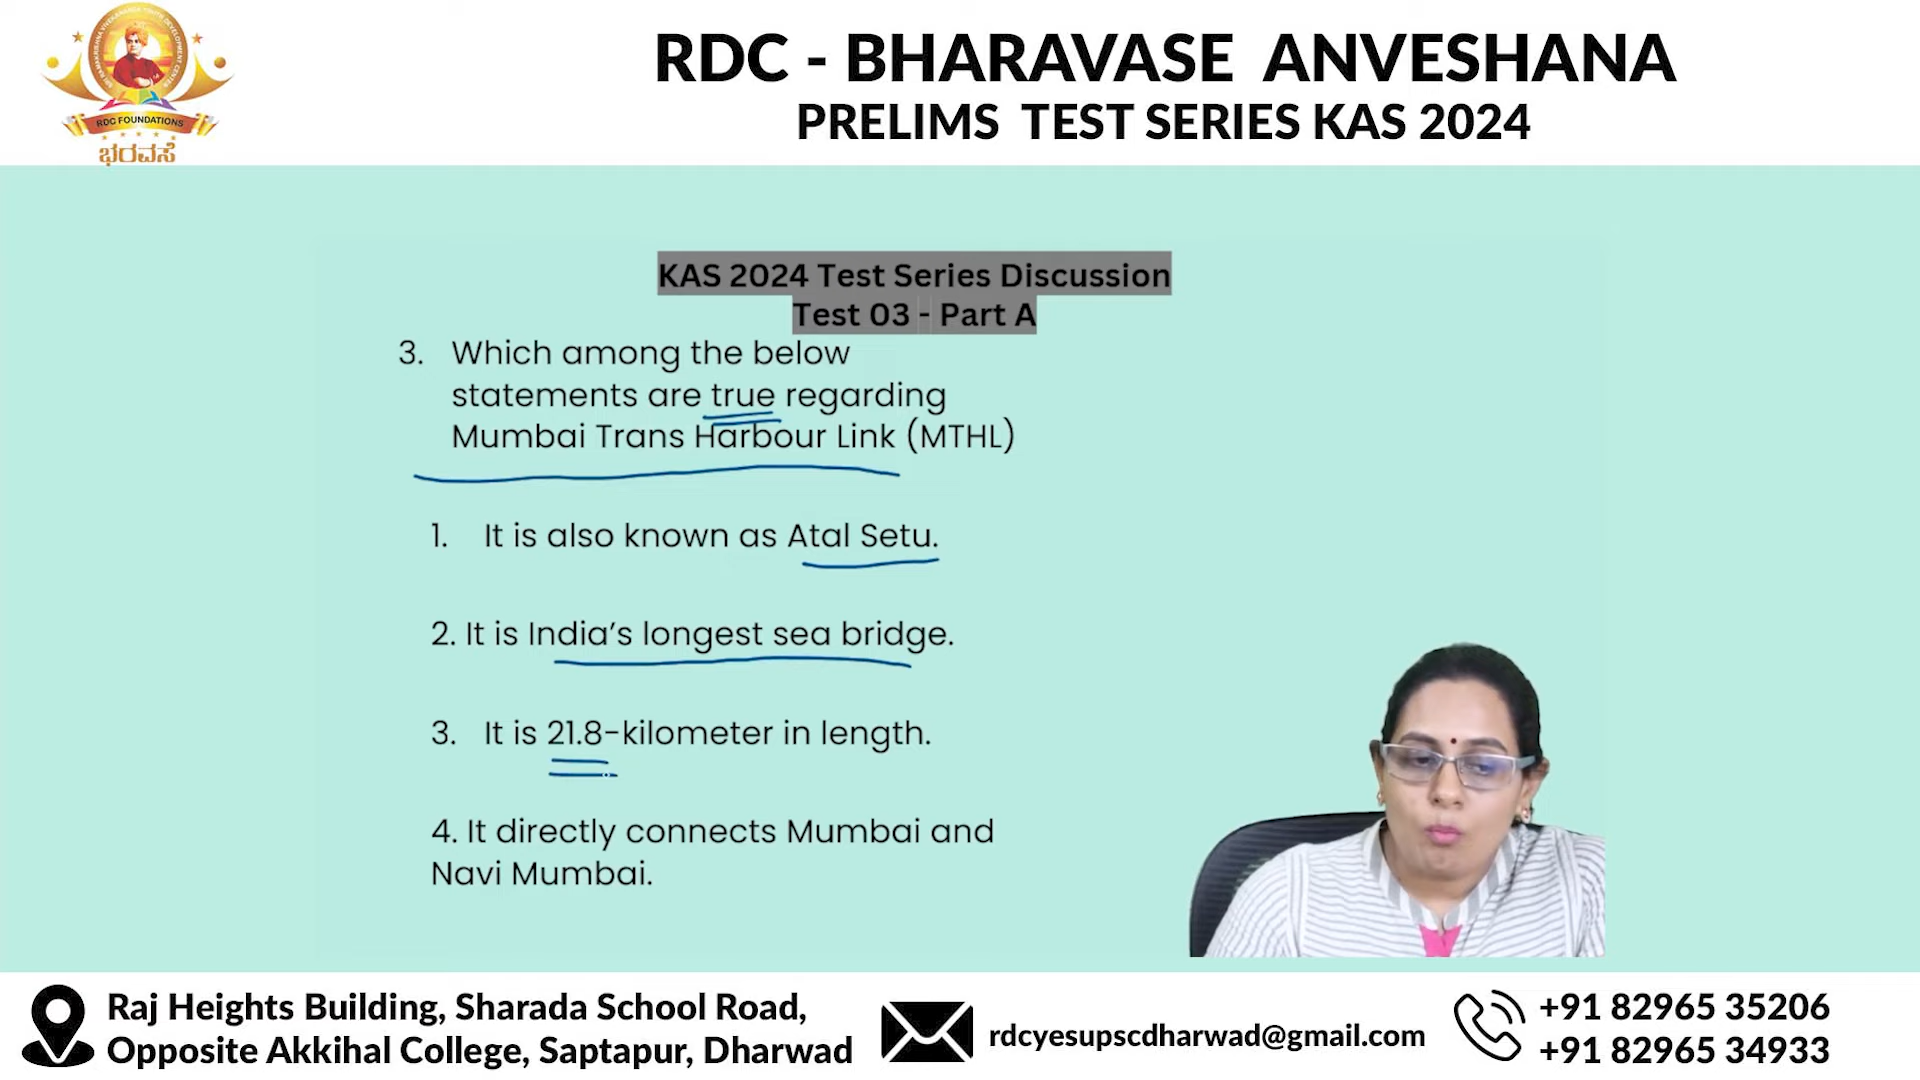 RDC - BHARAVASE ANVESHANA
PRELIMS TEST SERIES KAS 2024
RDC FOUNDATIONS
ಭರವಸೆ
KAS 2024 Test Series Discussion
Test 03 - Part A
3. Which among the below
statements are true regarding
Mumbai Trans Harbour Link (MTHL)
1. It is also known as Atal Setu.
2. It is India's longest sea bridge.
3. It is 21.8-kilometer in length.
4. It directly connects Mumbai and
Navi Mumbai.
Raj Heights Building, Sharada School Road,
Opposite Akkihal College, Saptapur, Dharwad
rdcyesupscdharwad@gmail.com
+91 82965 35206
+91 82965 34933